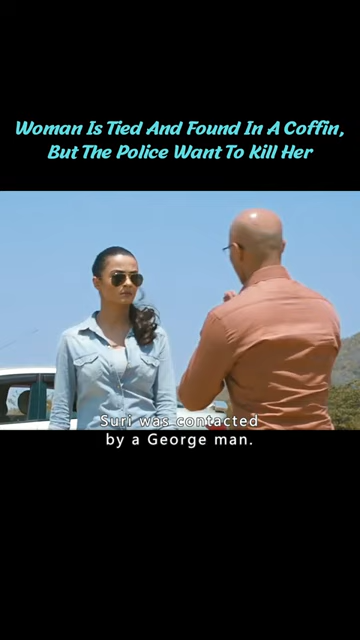 Woman Is Tied And Found In A Coffin,
But The Police Want To Kill Her
Suri was contacted
by a George man.